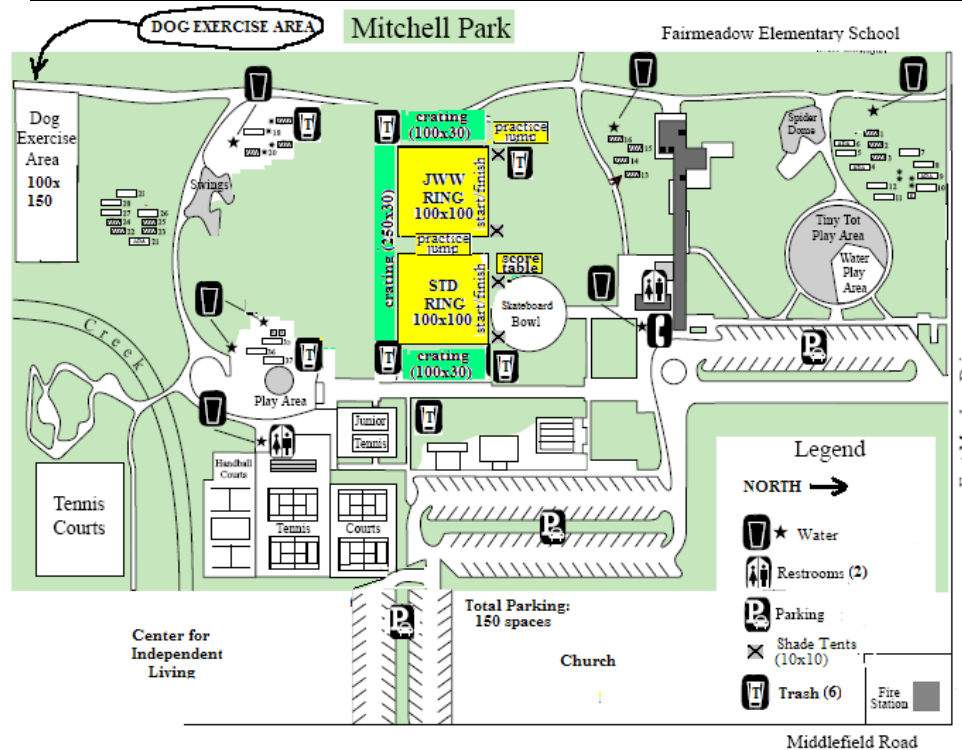 DOG EXERCISE AREA
Mitchell Park
Fairmeadow Elementary School
Dog
Exercise
Area
100x
150
crating
(100x30)
practice
jump
Spider
Dome
Swings
JWW
RING
100x100
start/finish
crating (250x30)
practice
jump
score
table
STD
RING
100x100
start/finish
Skateboard
Bowl
Tiny Tot
Play Area
Water
Play
Area
crating
(100x30)
Creek
Play Area
Junior
Tennis
Handball
Courts
Tennis
Courts
Tennis
Courts
Legend
NORTH
Water
Restrooms (2)
Parking
Shade Tents
(10x10)
Trash (6)
Total Parking:
150 spaces
Center for
Independent
Living
Church
Fire
Station
Middlefield Road